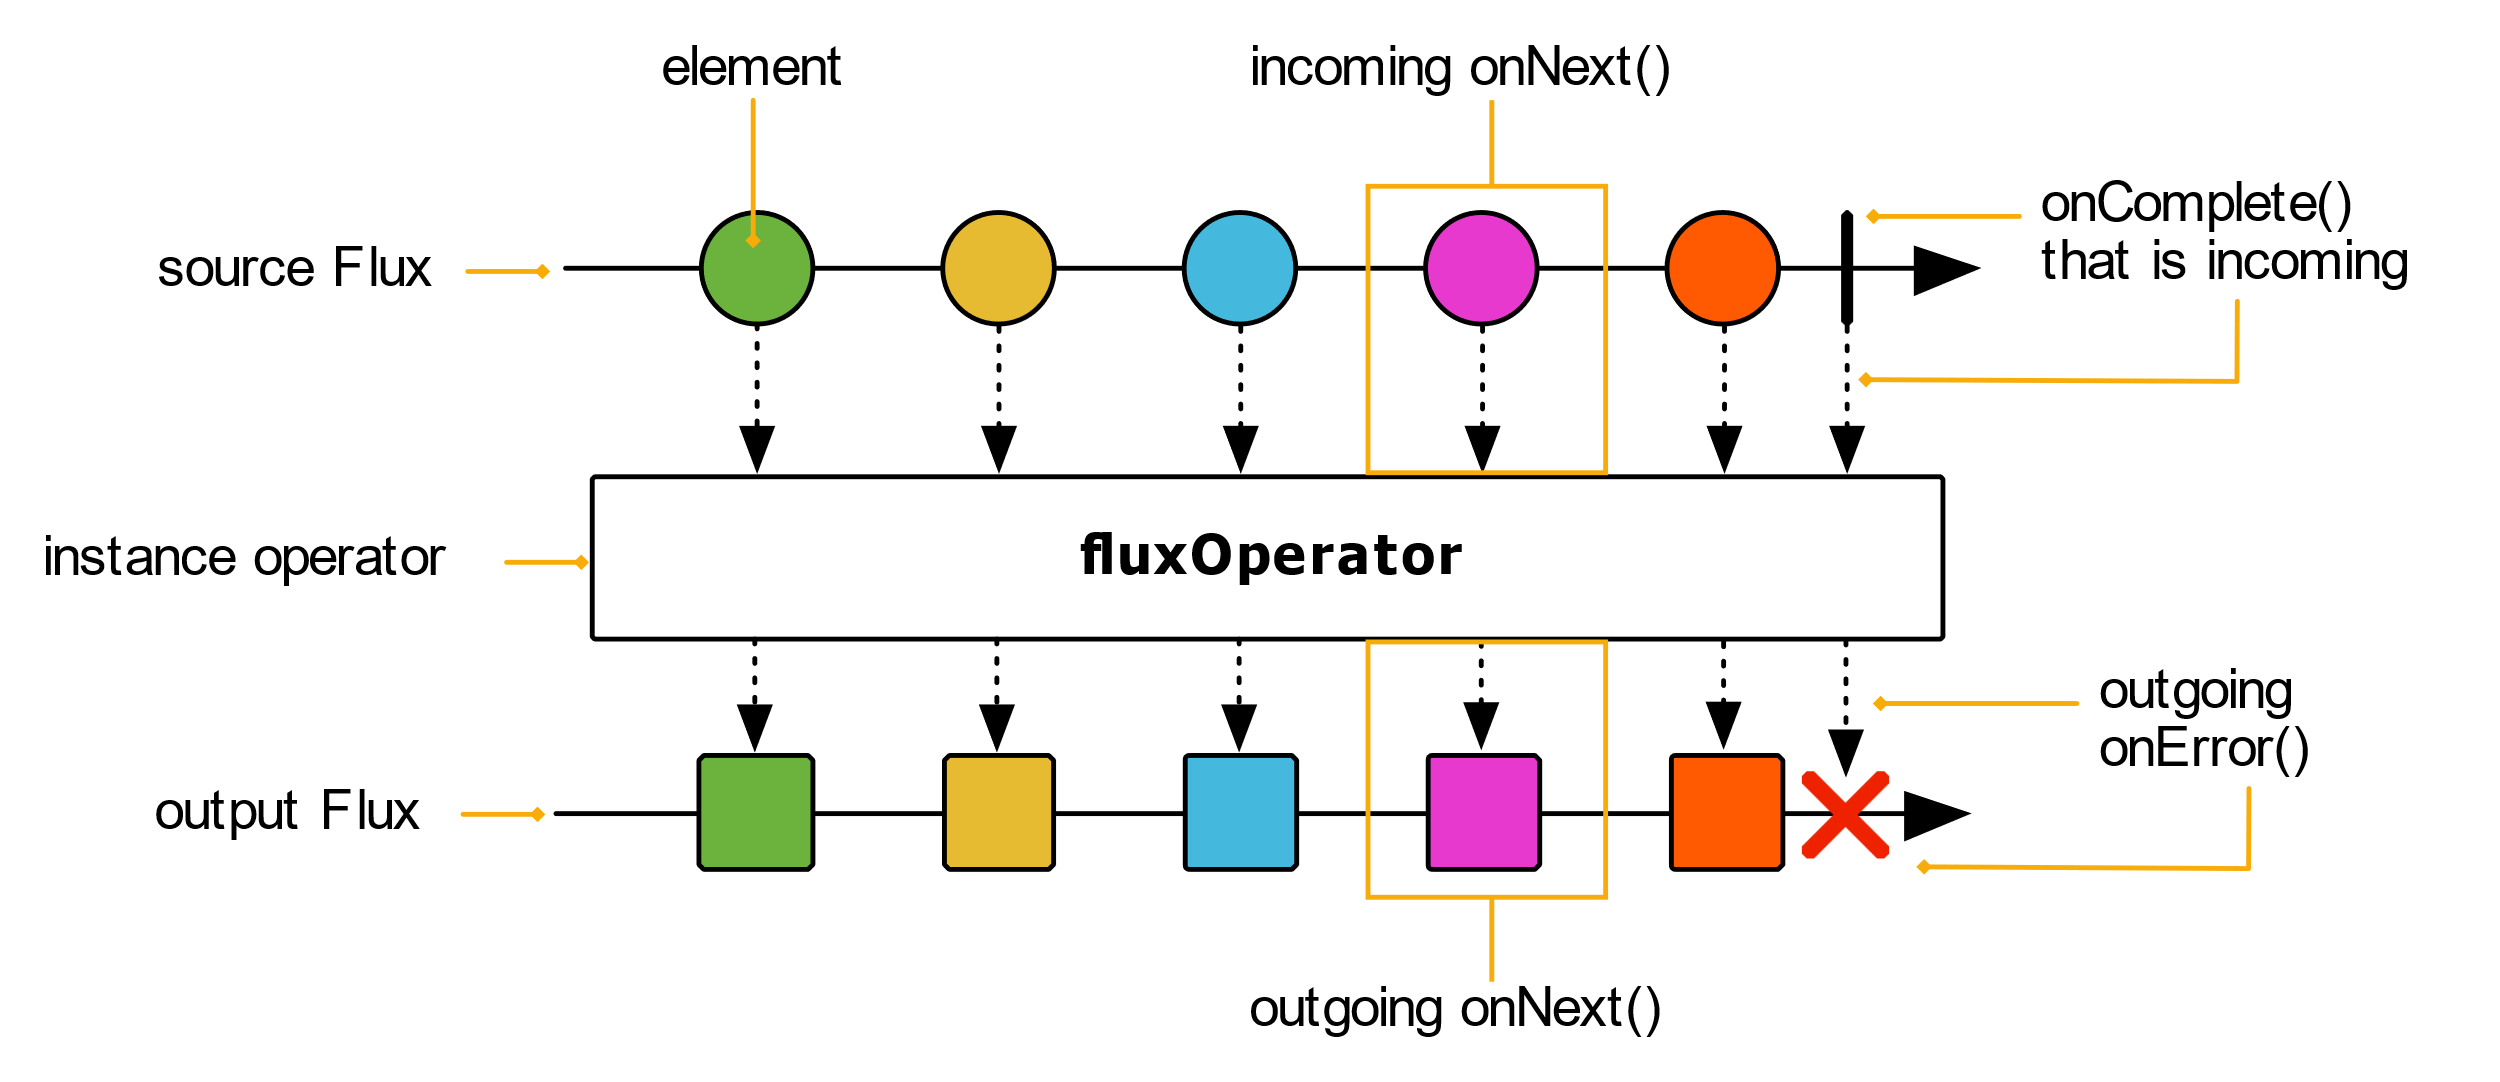 element
incoming onNext()
onComplete()
that is incoming
source Flux
instance operator
fluxOperator
outgoing
onError()
output Flux
outgoing onNext()